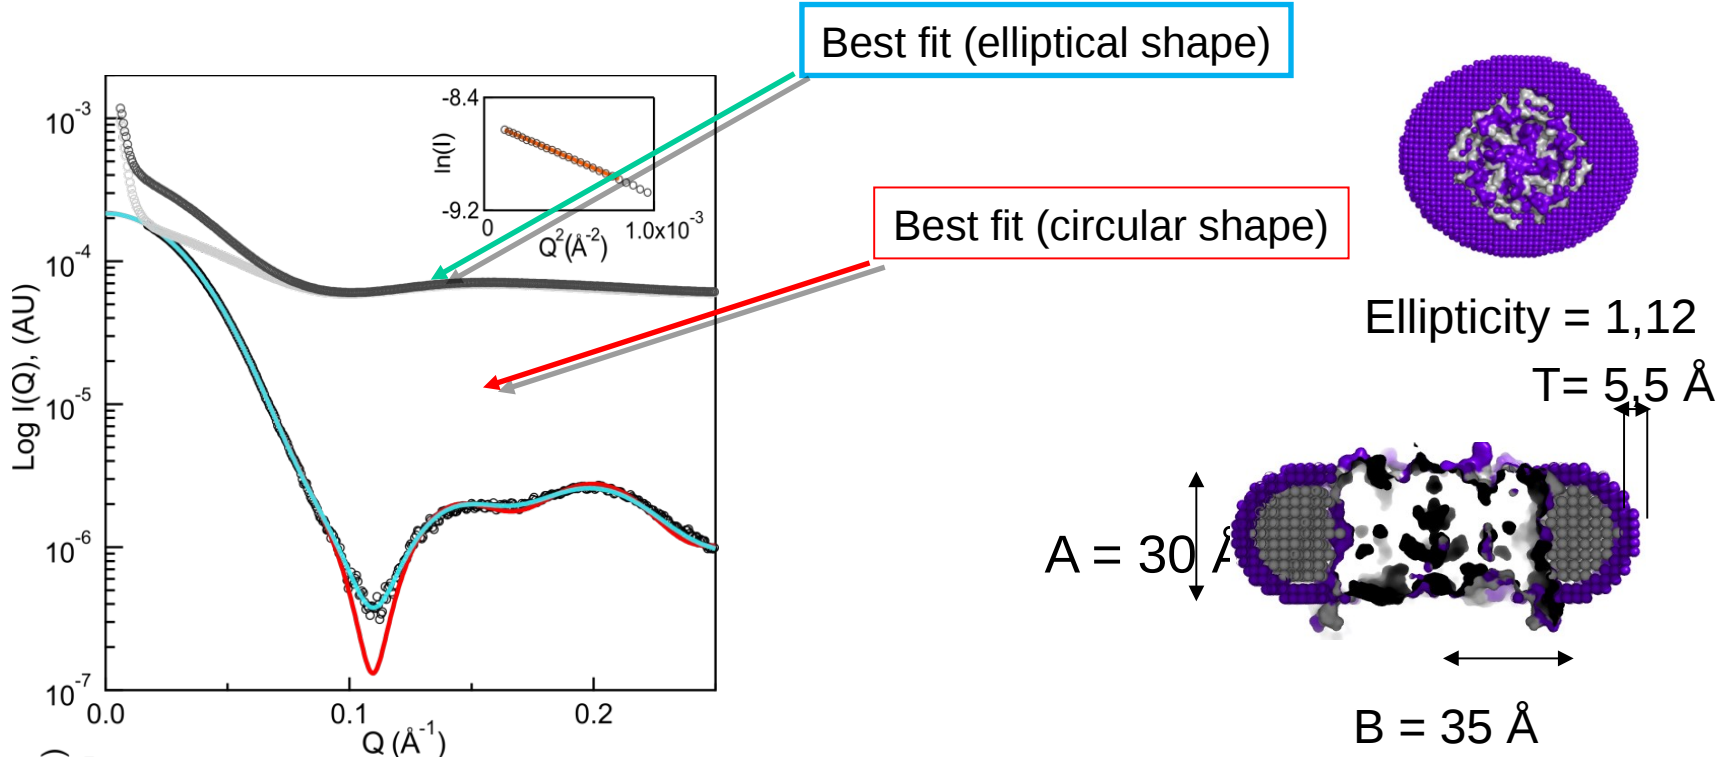 Best fit (elliptical shape)
Best fit (circular shape)
Log I(Q), (AU)
10-3
10-4
10-5
10-6
10-7
0.0
0.1
0.2
Q (Å-1)
ln(I)
-8.4
-9.2
0
1.0x10-3
Q2(Å-2)
Ellipticity = 1,12
T= 5,5 Å
A = 30 Å
B = 35 Å